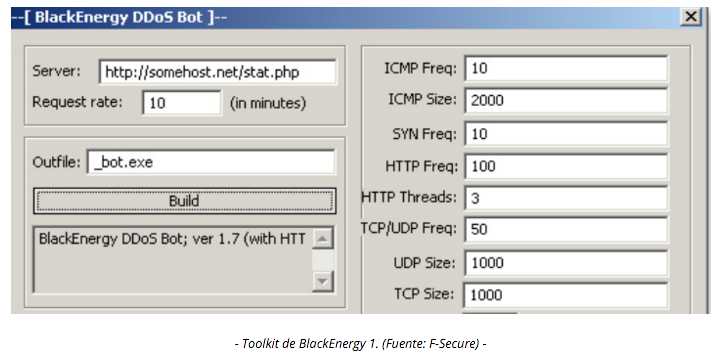 --[ BlackEnergy DDoS Bot ]--
Server: http://somehost.net/stat.php
Request rate: 10 (in minutes)
Outfile: _bot.exe
Build
BlackEnergy DDoS Bot; ver 1.7 (with HTT
ICMP Freq: 10
ICMP Size: 2000
SYN Freq: 10
HTTP Freq: 100
HTTP Threads: 3
TCP/UDP Freq: 50
UDP Size: 1000
TCP Size: 1000
- Toolkit de BlackEnergy 1. (Fuente: F-Secure) -